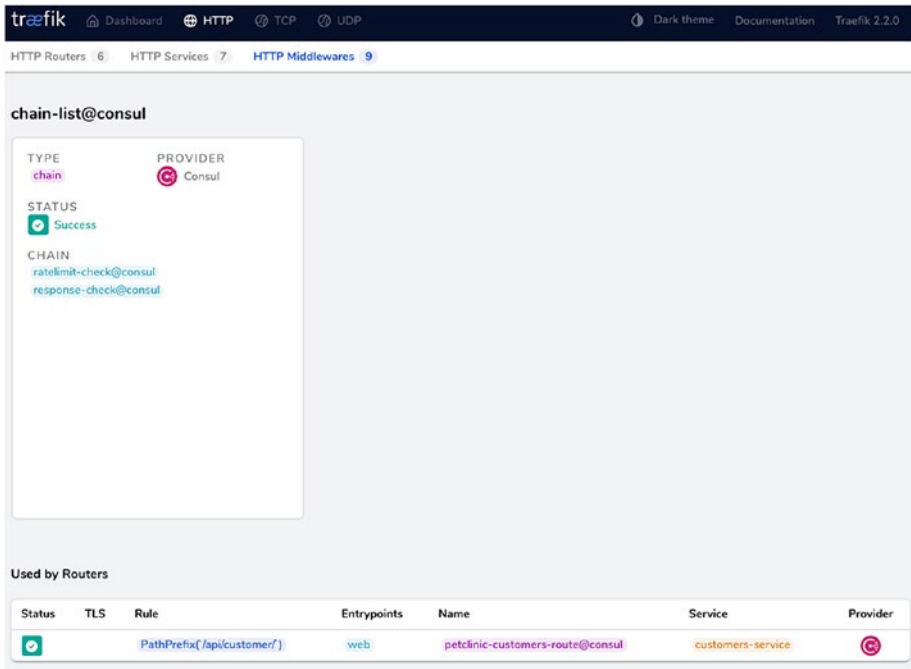 træfik Dashboard HTTP TCP UDP Dark theme Documentation Traefik 2.2.0
HTTP Routers 6 HTTP Services 7 HTTP Middlewares 9
chain-list@consul
TYPE PROVIDER
chain Consul
STATUS
Success
CHAIN
ratelimit-check@consul
response-check@consul
Used by Routers
Status TLS Rule Entrypoints Name Service Provider
PathPrefix(`/api/customer/`) web petclinic-customers-route@consul customers-service